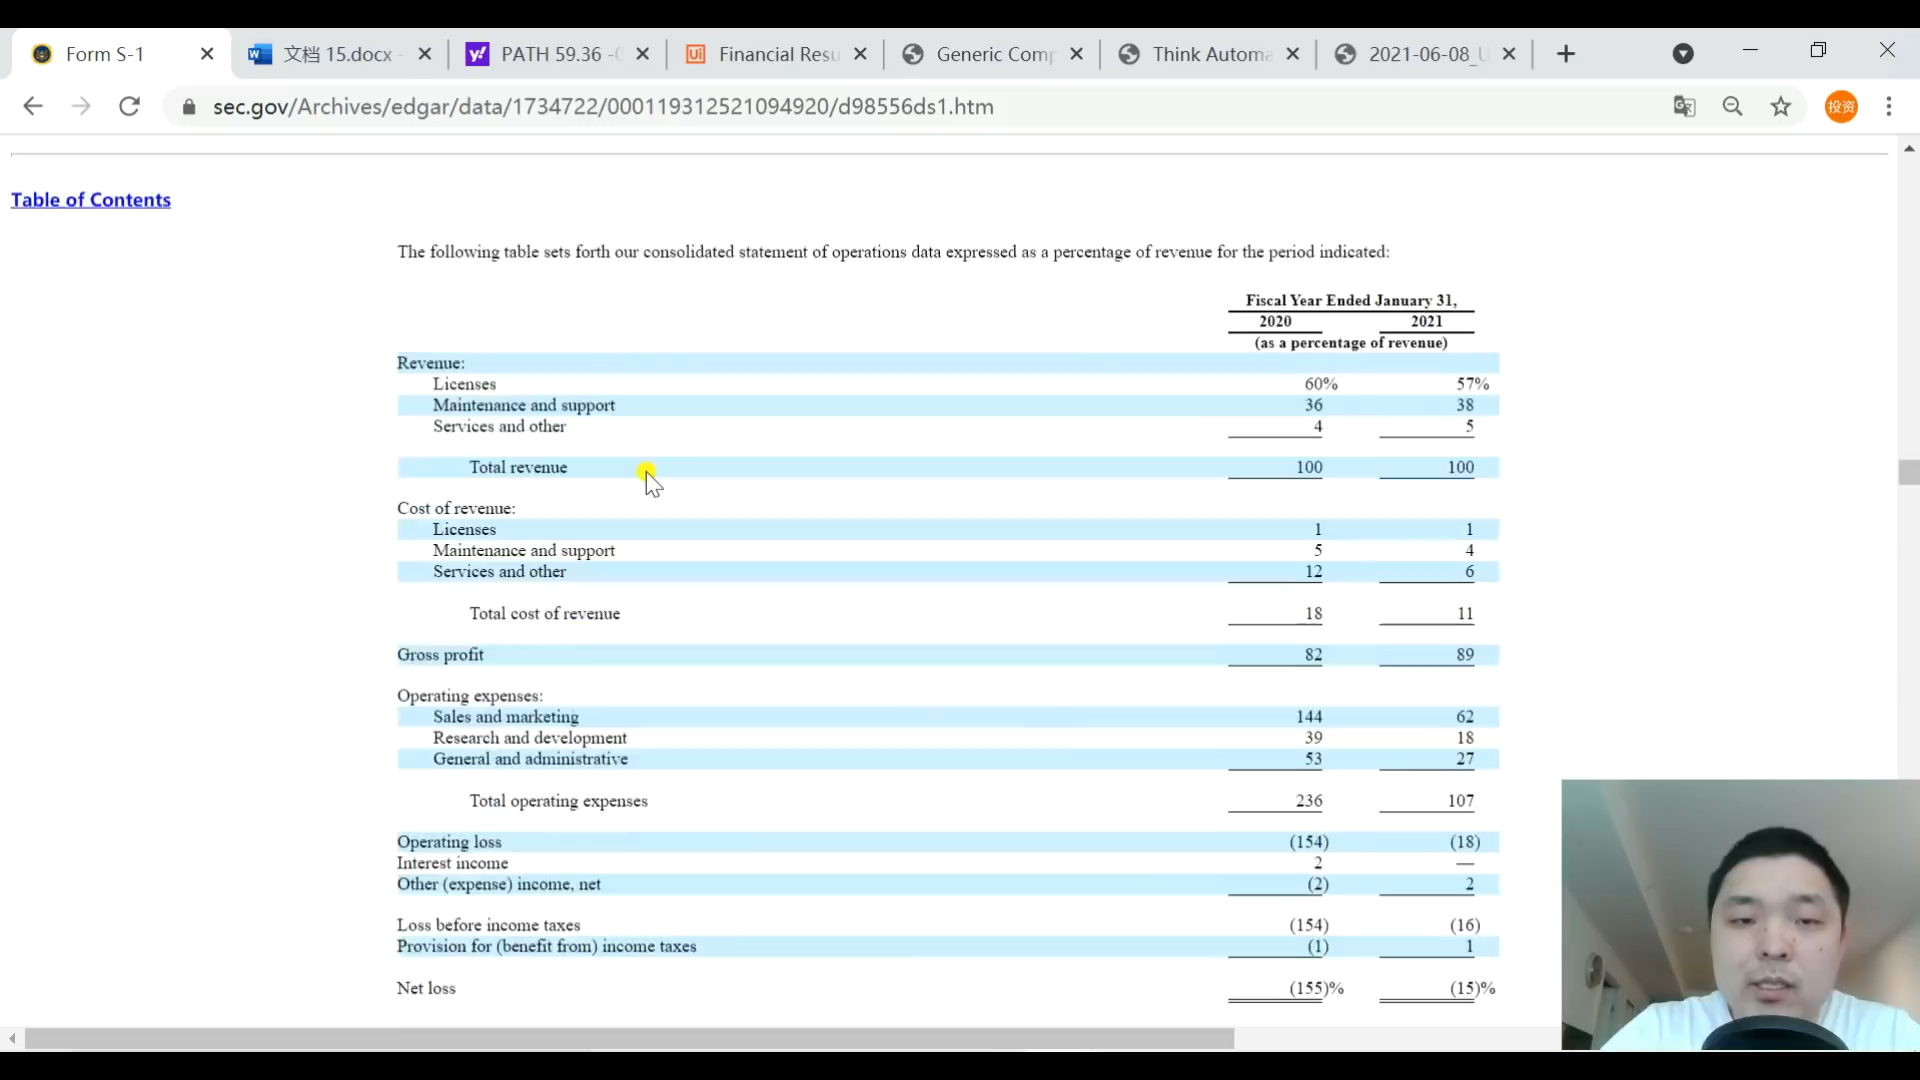 Form S-1
文档 15.docx -
PATH 59.36 -
Financial Resu
Generic Comp
Think Automa
2021-06-08_U
sec.gov/Archives/edgar/data/1734722/000119312521094920/d98556ds1.htm
投资
Table of Contents
The following table sets forth our consolidated statement of operations data expressed as a percentage of revenue for the period indicated:
Fiscal Year Ended January 31,
2020 2021
(as a percentage of revenue)
Revenue:
Licenses 60% 57%
Maintenance and support 36 38
Services and other 4 5
Total revenue 100 100
Cost of revenue:
Licenses 1 1
Maintenance and support 5 4
Services and other 12 6
Total cost of revenue 18 11
Gross profit 82 89
Operating expenses:
Sales and marketing 144 62
Research and development 39 18
General and administrative 53 27
Total operating expenses 236 107
Operating loss (154) (18)
Interest income 2 —
Other (expense) income, net (2) 2
Loss before income taxes (154) (16)
Provision for (benefit from) income taxes (1) 1
Net loss (155)% (15)%